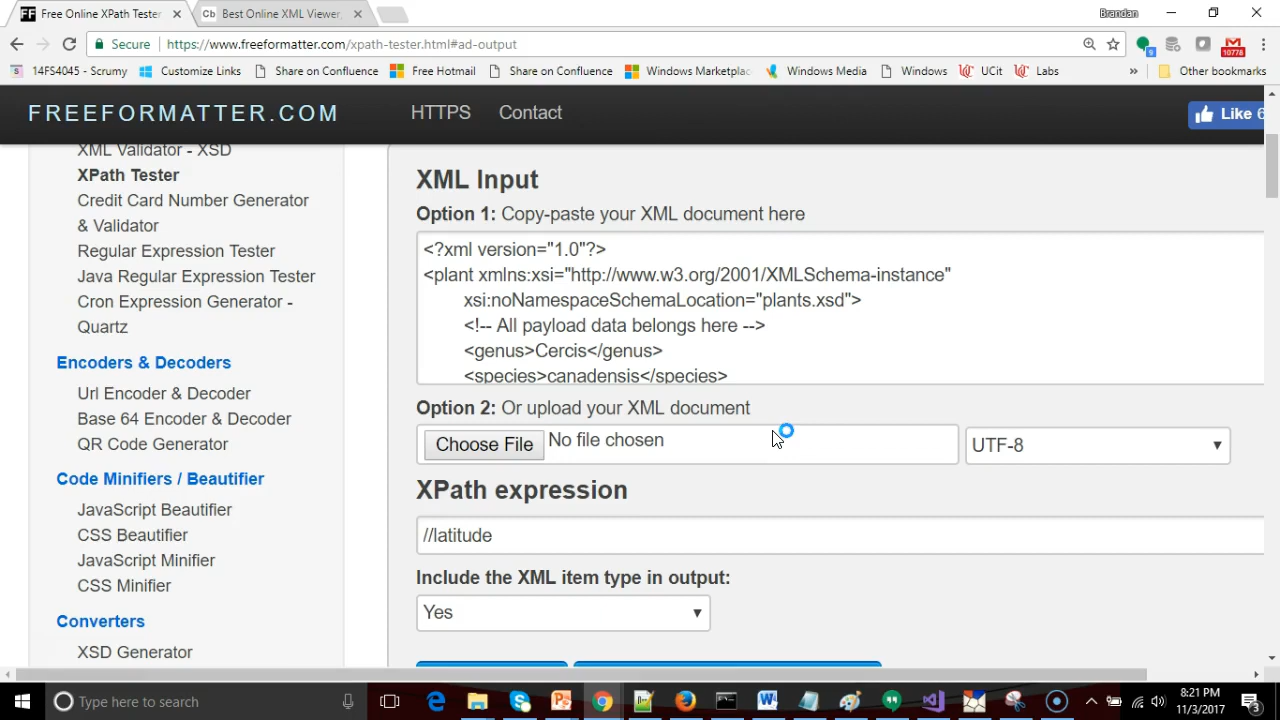 FF Free Online XPath Tester
Cb Best Online XML Viewer,
Brandan
Secure
https://www.freeformatter.com/xpath-tester.html#ad-output
9
10778
14FS4045 - Scrumy
Customize Links
Share on Confluence
Free Hotmail
Share on Confluence
Windows Marketplac
Windows Media
Windows
UCit
Labs
»
Other bookmarks
FREEFORMATTER.COM
HTTPS
Contact
Like 6
XML Validator - XSD
XPath Tester
Credit Card Number Generator
& Validator
Regular Expression Tester
Java Regular Expression Tester
Cron Expression Generator -
Quartz
Encoders & Decoders
Url Encoder & Decoder
Base 64 Encoder & Decoder
QR Code Generator
Code Minifiers / Beautifier
JavaScript Beautifier
CSS Beautifier
JavaScript Minifier
CSS Minifier
Converters
XSD Generator
XML Input
Option 1: Copy-paste your XML document here
<?xml version="1.0"?>
<plant xmlns:xsi="http://www.w3.org/2001/XMLSchema-instance"
xsi:noNamespaceSchemaLocation="plants.xsd">
<!-- All payload data belongs here -->
<genus>Cercis</genus>
<species>canadensis</species>
Option 2: Or upload your XML document
Choose File No file chosen
UTF-8
XPath expression
//latitude
Include the XML item type in output:
Yes
Type here to search
8:21 PM
11/3/2017
3